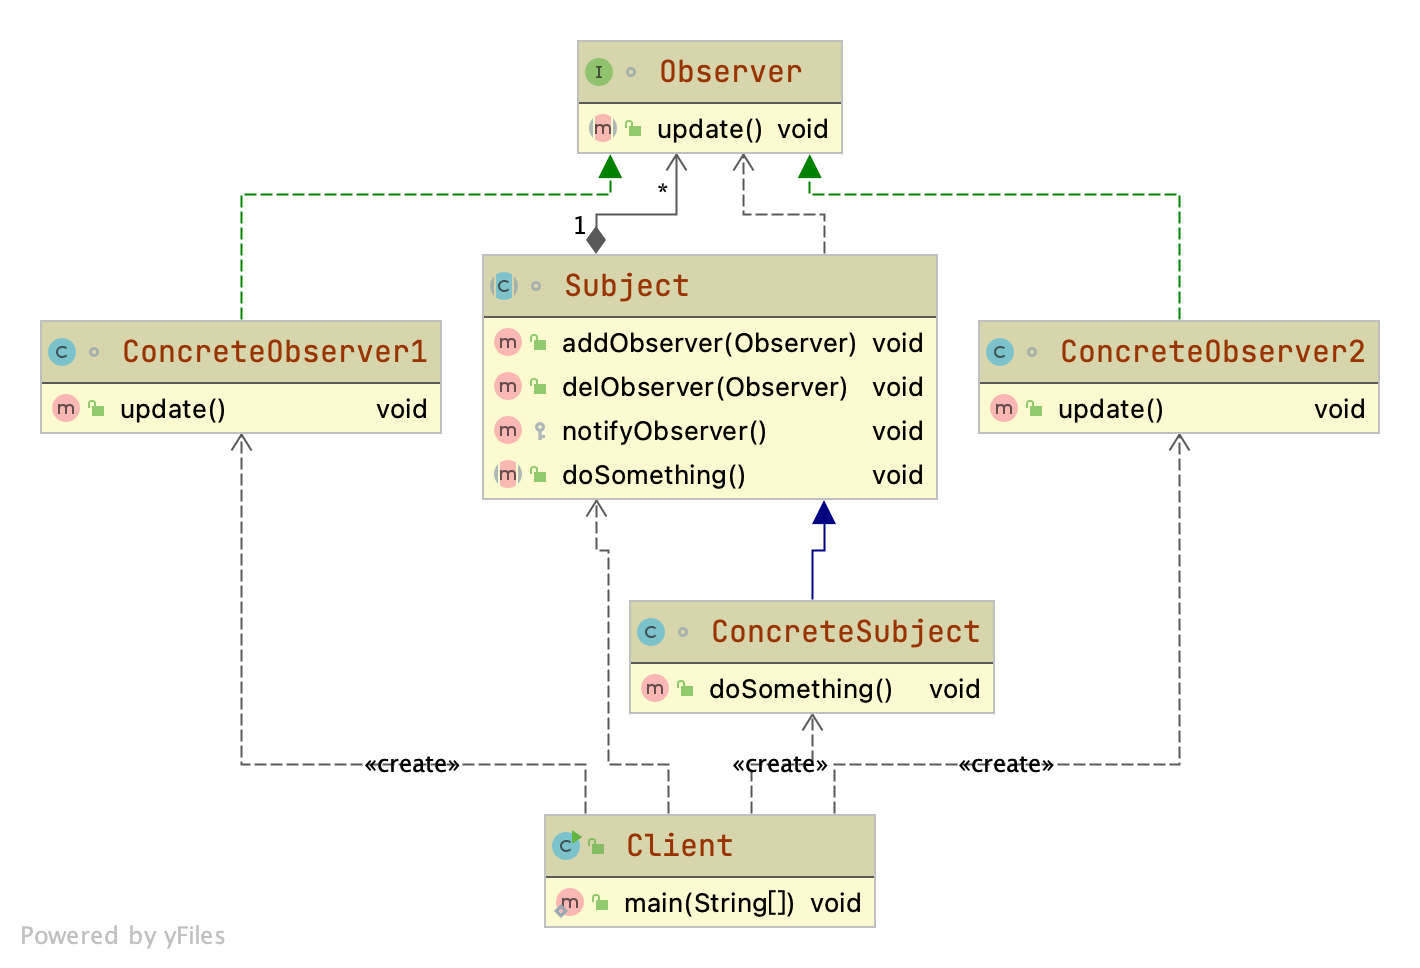 I Observer
m update() void
*
1
C Subject
m addObserver(Observer) void
m delObserver(Observer) void
m notifyObserver() void
m doSomething() void
C ConcreteObserver1
m update() void
C ConcreteObserver2
m update() void
C ConcreteSubject
m doSomething() void
«create» «create» «create»
C Client
m main(String[]) void
Powered by yFiles